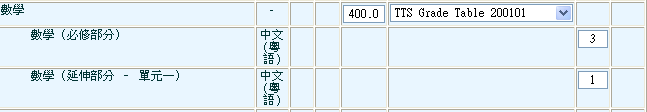 數學 - 400.0 TTS Grade Table 200101
數學（必修部分） 中文（粵語） 3
數學（延伸部分 - 單元一） 中文（粵語） 1